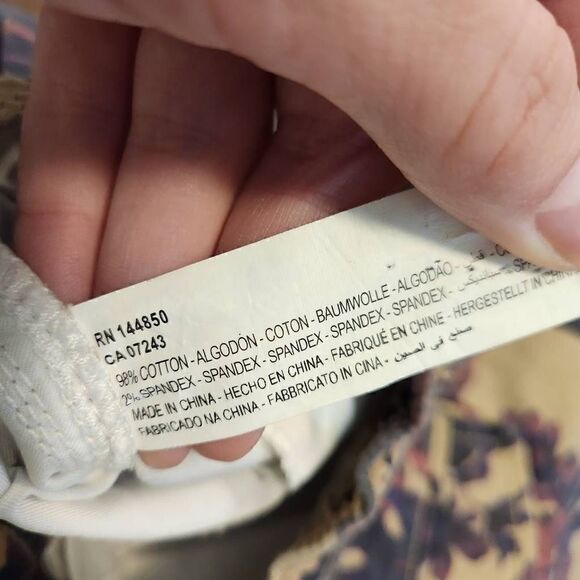 RN 144850
CA 07243
98% COTTON - ALGODÓN - COTON - BAUMWOLLE - ALGODÃO -
2% SPANDEX - SPANDEX - SPANDEX - SPANDEX - SPANDEX -
MADE IN CHINA - HECHO EN CHINA - FABRIQUÉ EN CHINE - HERGESTELLT IN CHINA
FABRICADO NA CHINA - FABBRICATO IN CINA - صنع في الصين